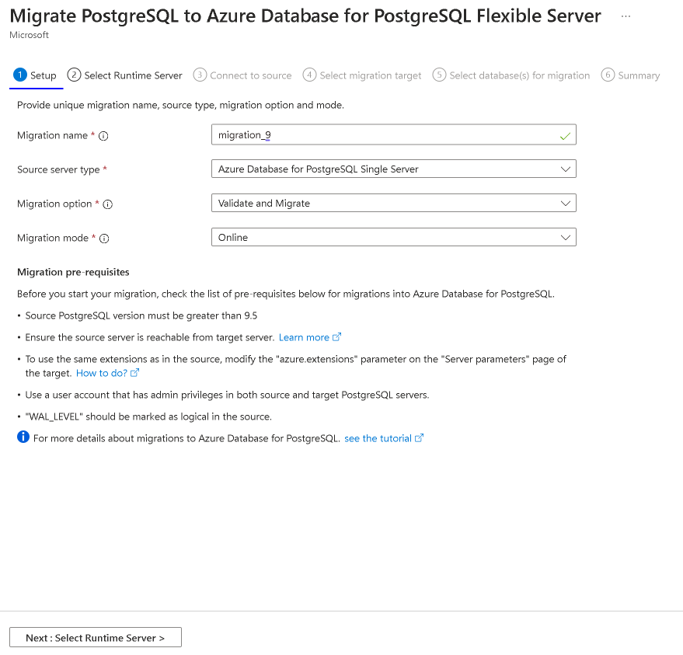 Migrate PostgreSQL to Azure Database for PostgreSQL Flexible Server ...
Microsoft
1 Setup 2 Select Runtime Server 3 Connect to source 4 Select migration target 5 Select database(s) for migration 6 Summary
Provide unique migration name, source type, migration option and mode.
Migration name * migration_9
Source server type * Azure Database for PostgreSQL Single Server
Migration option * Validate and Migrate
Migration mode * Online
Migration pre-requisites
Before you start your migration, check the list of pre-requisites below for migrations into Azure Database for PostgreSQL.
• Source PostgreSQL version must be greater than 9.5
• Ensure the source server is reachable from target server. Learn more
• To use the same extensions as in the source, modify the "azure.extensions" parameter on the "Server parameters" page of
the target. How to do?
• Use a user account that has admin privileges in both source and target PostgreSQL servers.
• "WAL_LEVEL" should be marked as logical in the source.
For more details about migrations to Azure Database for PostgreSQL. see the tutorial
Next : Select Runtime Server >